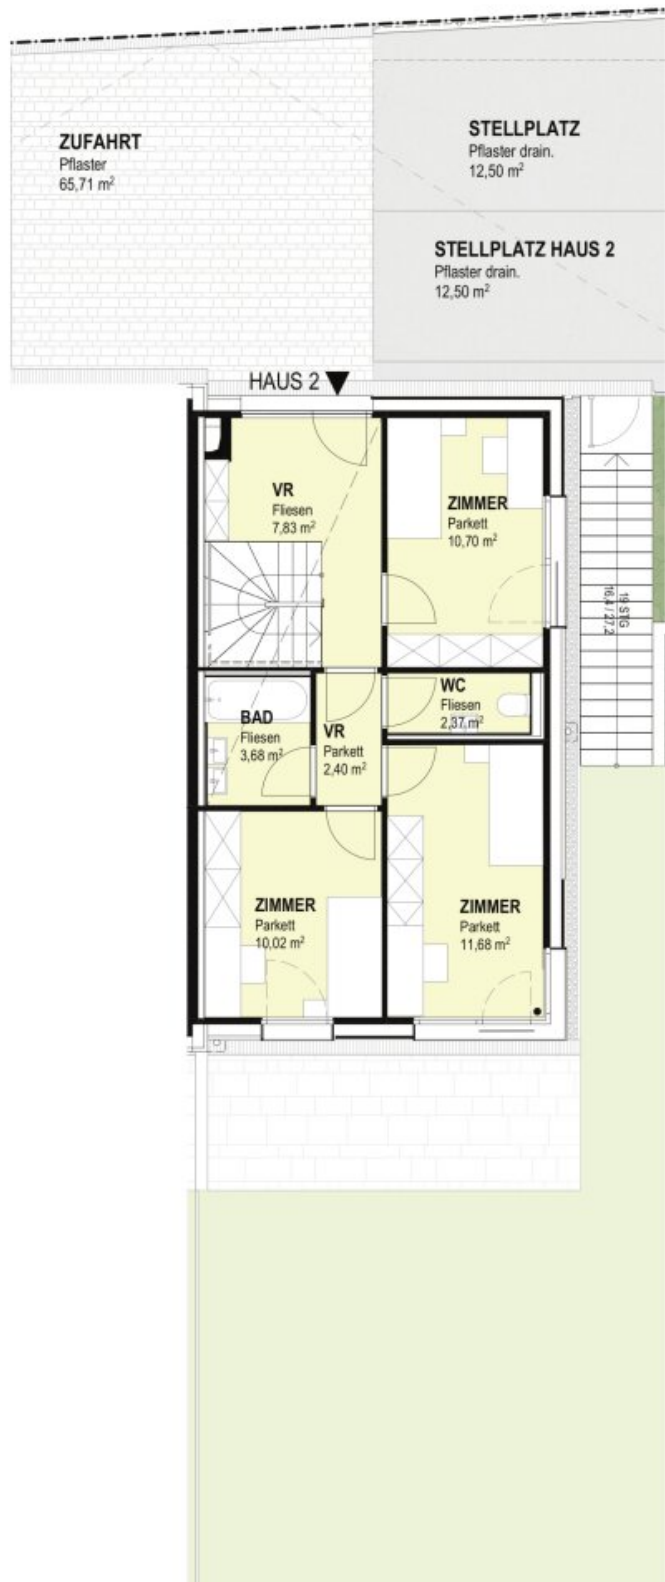 ZUFAHRT
Pflaster
65,71 m²
STELLPLATZ
Pflaster drain.
12,50 m²
STELLPLATZ HAUS 2
Pflaster drain.
12,50 m²
HAUS 2
VR
Fliesen
7,83 m²
ZIMMER
Parkett
10,70 m²
19 STG
16,4 / 27,2
WC
Fliesen
2,37 m²
BAD
Fliesen
3,68 m²
VR
Parkett
2,40 m²
ZIMMER
Parkett
10,02 m²
ZIMMER
Parkett
11,68 m²